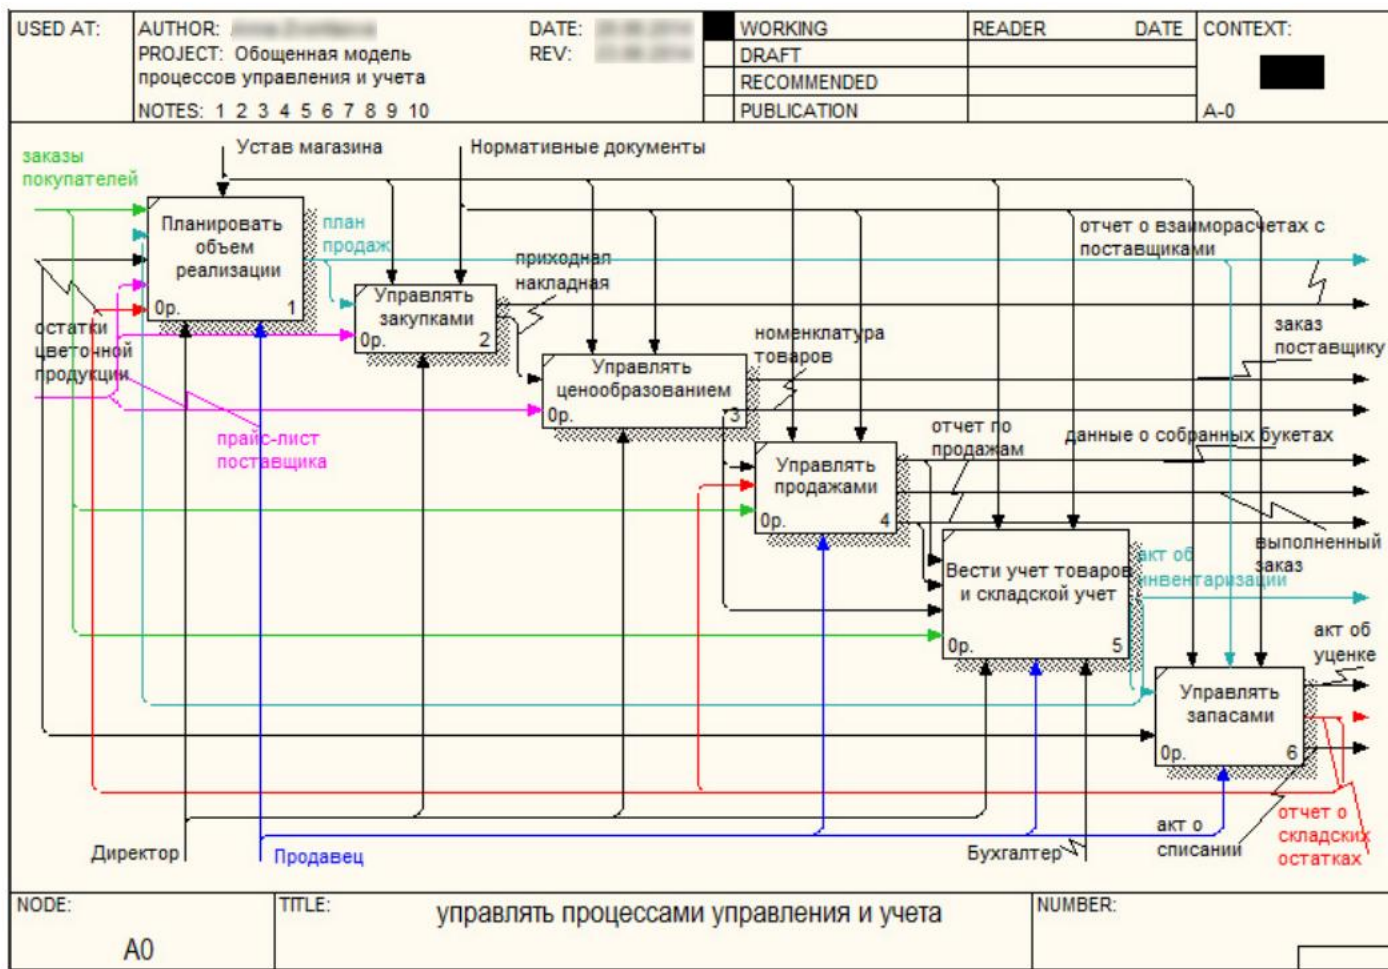 USED AT:
AUTHOR:
DATE:
PROJECT: Обощенная модель
процессов управления и учета
REV:
NOTES: 1 2 3 4 5 6 7 8 9 10
WORKING
DRAFT
RECOMMENDED
PUBLICATION
READER
DATE
CONTEXT:
A-0
заказы
покупателей
Устав магазина
Нормативные документы
Планировать
объем
реализации
0р.
1
план
продаж
приходная
накладная
отчет о взаиморасчетах с
поставщиками
остатки
цветочной
продукции
Управлять
закупками
0р.
2
номенклатура
товаров
заказ
поставщику
Управлять
ценообразованием
0р.
3
прайс-лист
поставщика
отчет по
продажам
данные о собранных букетах
Управлять
продажами
0р.
4
выполненный
заказ
Вести учет товаров
и складской учет
0р.
5
акт об
инвентаризации
акт об
уценке
Управлять
запасами
0р.
6
Директор
Продавец
Бухгалтер
акт о
списании
отчет о
складских
остатках
NODE:
A0
TITLE:
управлять процессами управления и учета
NUMBER: